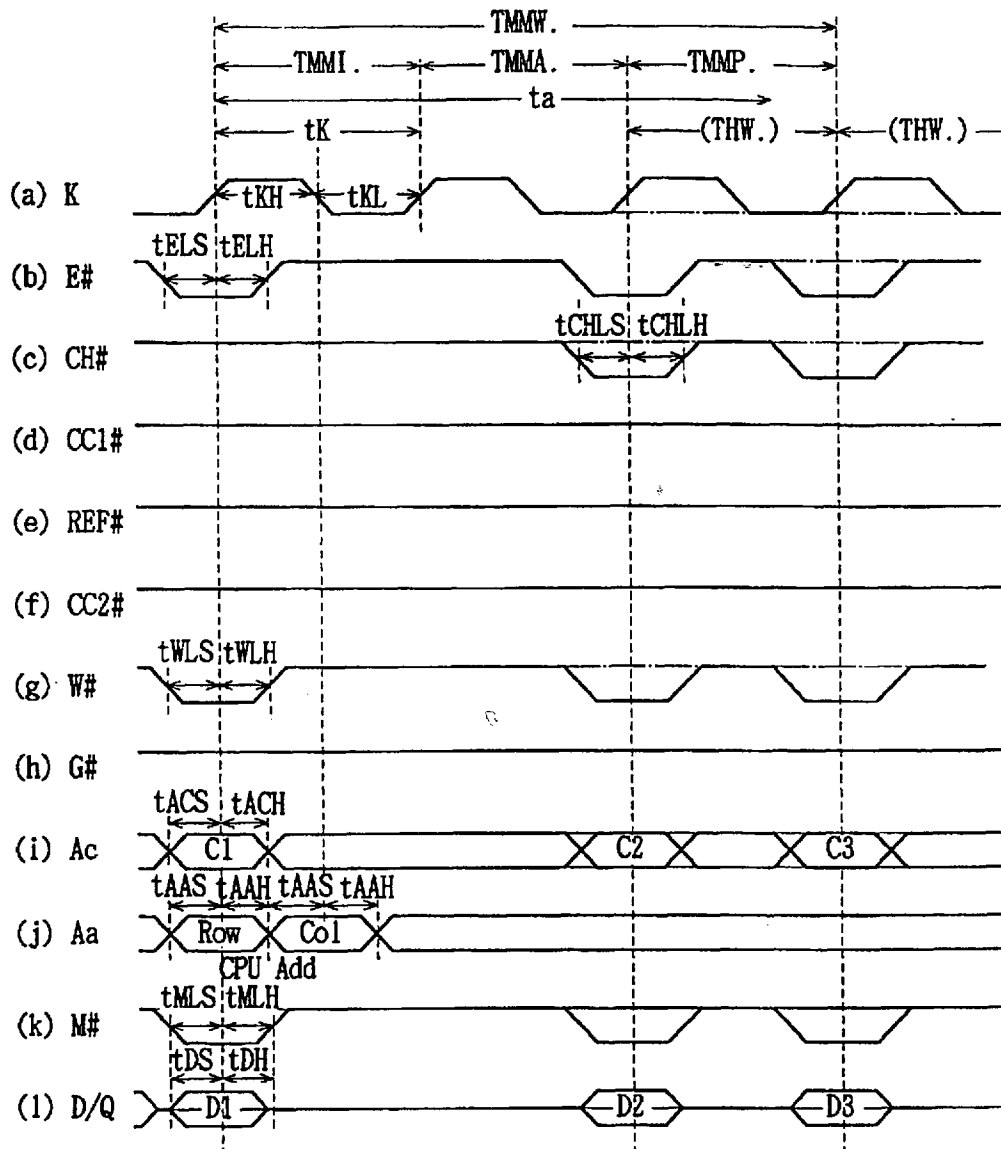 TMMW.
TMMI. TMMA. TMMP.
ta
tK (THW.) (THW.)
(a) K tKH tKL
tELS tELH
(b) E#
tCHLS tCHLH
(c) CH#
(d) CC1#
(e) REF#
(f) CC2#
tWLS tWLH
(g) W#
(h) G#
tACS tACH
(i) Ac C1 C2 C3
tAAS tAAH tAAS tAAH
(j) Aa Row Col
CPU Add
tMLS tMLH
(k) M#
tDS tDH
(l) D/Q D1 D2 D3